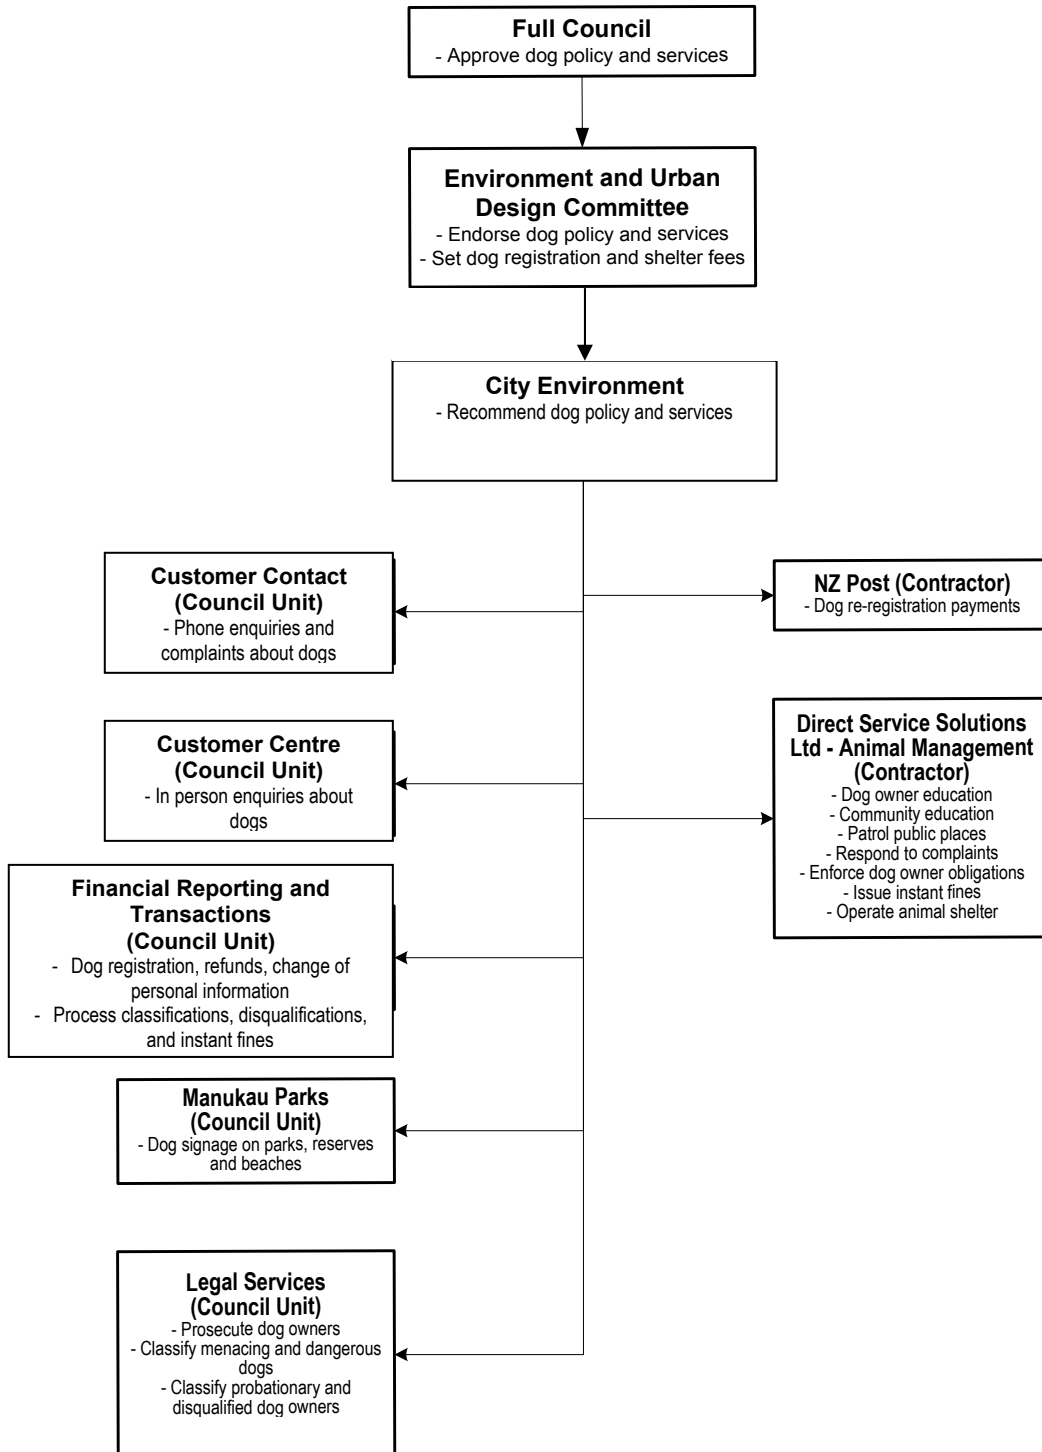 Full Council
- Approve dog policy and services
Environment and Urban
Design Committee
- Endorse dog policy and services
- Set dog registration and shelter fees
City Environment
- Recommend dog policy and services
Customer Contact
(Council Unit)
- Phone enquiries and
complaints about dogs
NZ Post (Contractor)
- Dog re-registration payments
Customer Centre
(Council Unit)
- In person enquiries about
dogs
Direct Service Solutions
Ltd - Animal Management
(Contractor)
- Dog owner education
- Community education
- Patrol public places
- Respond to complaints
- Enforce dog owner obligations
- Issue instant fines
- Operate animal shelter
Financial Reporting and
Transactions
(Council Unit)
- Dog registration, refunds, change of
personal information
- Process classifications, disqualifications,
and instant fines
Manukau Parks
(Council Unit)
- Dog signage on parks, reserves
and beaches
Legal Services
(Council Unit)
- Prosecute dog owners
- Classify menacing and dangerous
dogs
- Classify probationary and
disqualified dog owners